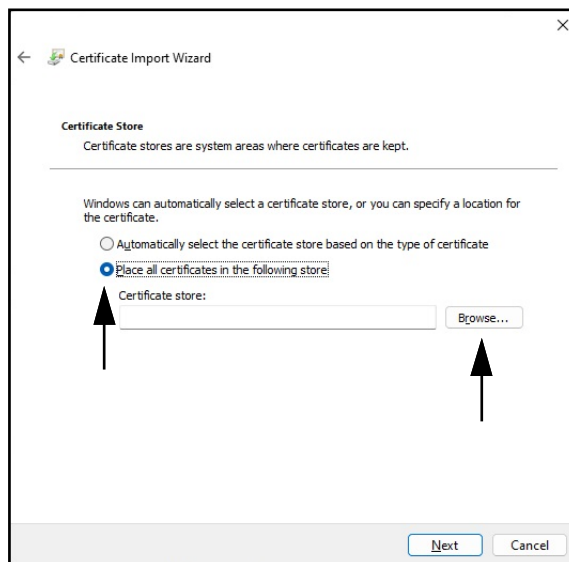 Certificate Import Wizard
Certificate Store
Certificate stores are system areas where certificates are kept.
Windows can automatically select a certificate store, or you can specify a location for
the certificate.
Automatically select the certificate store based on the type of certificate
Place all certificates in the following store
Certificate store:
Browse...
Next
Cancel